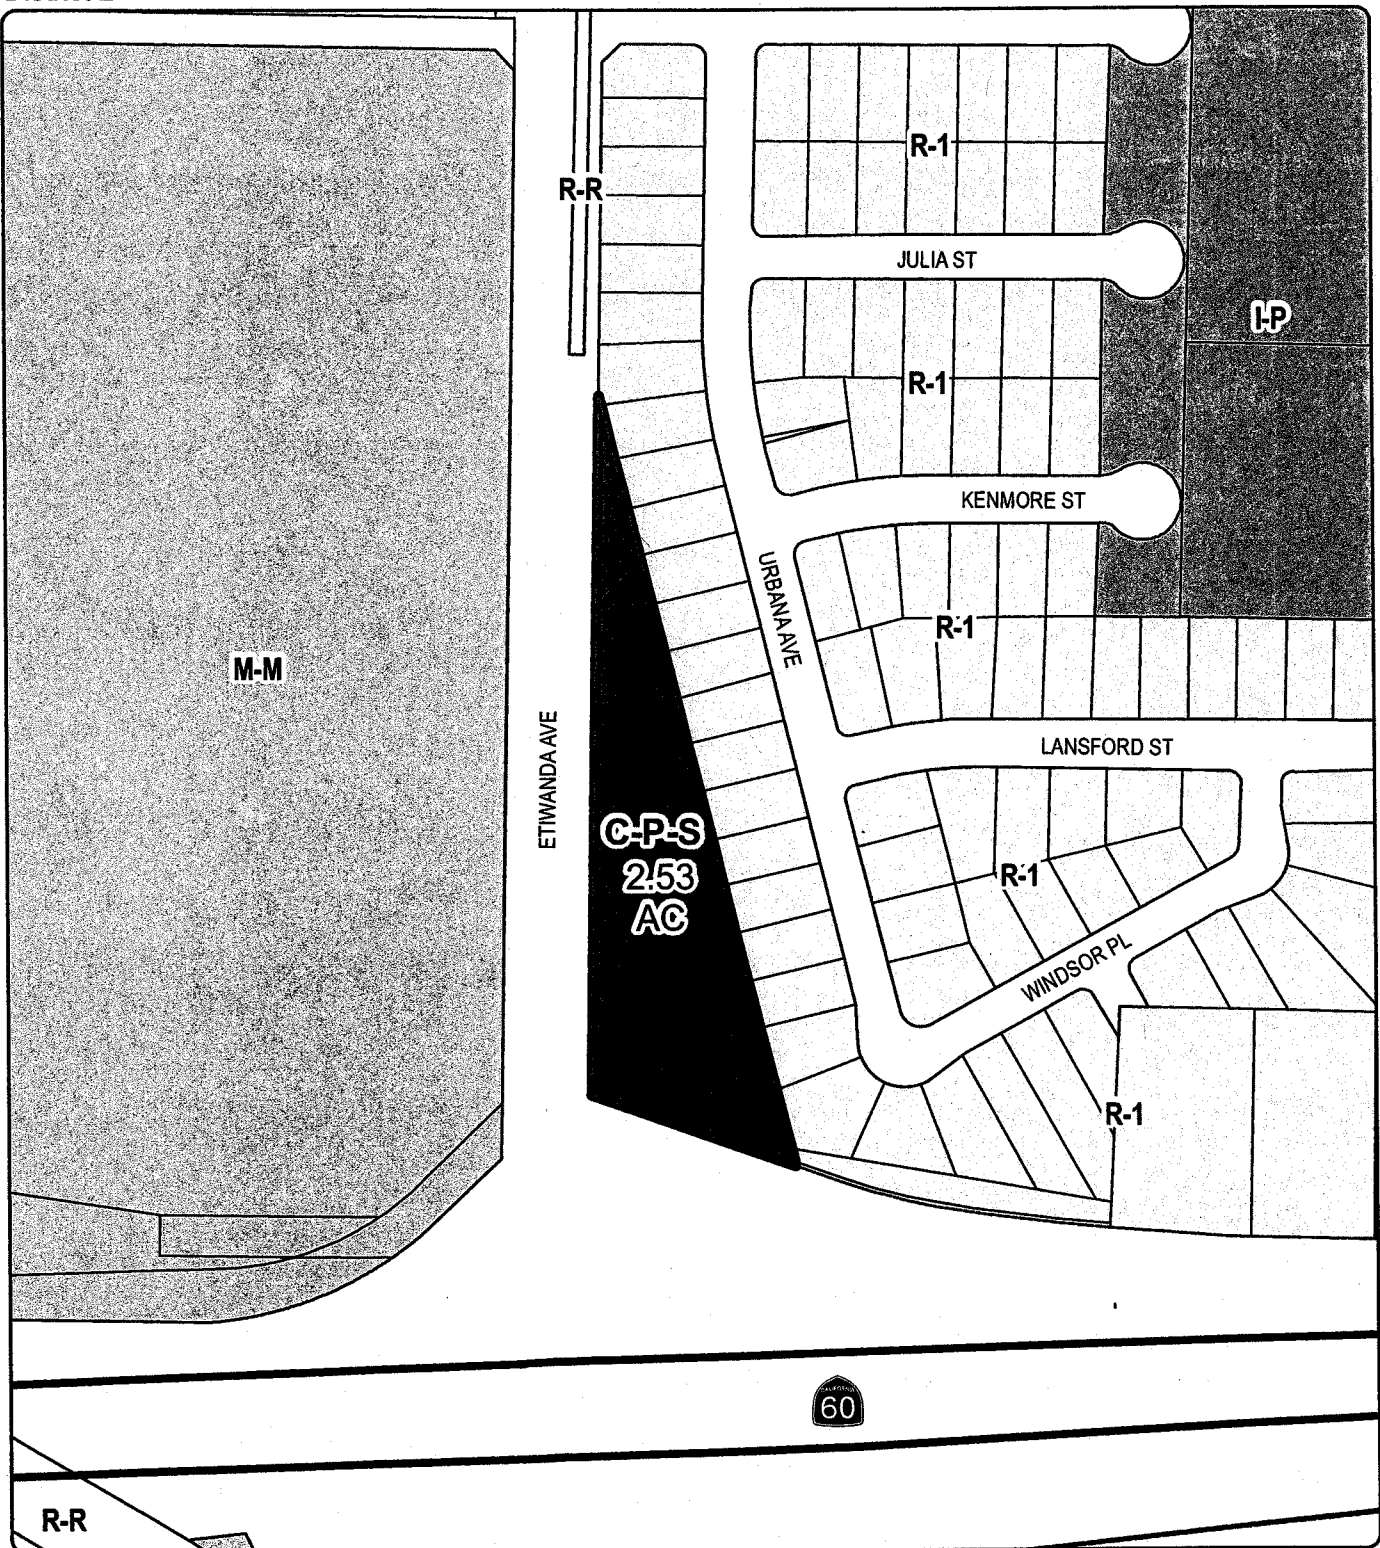 R-1
R-R
JULIA ST
I-P
R-1
KENMORE ST
URBANA AVE
R-1
M-M
ETIWANDA AVE
LANSFORD ST
C-P-S
2.53
AC
R-1
WINDSOR PL
R-1
CALIFORNIA
60
R-R